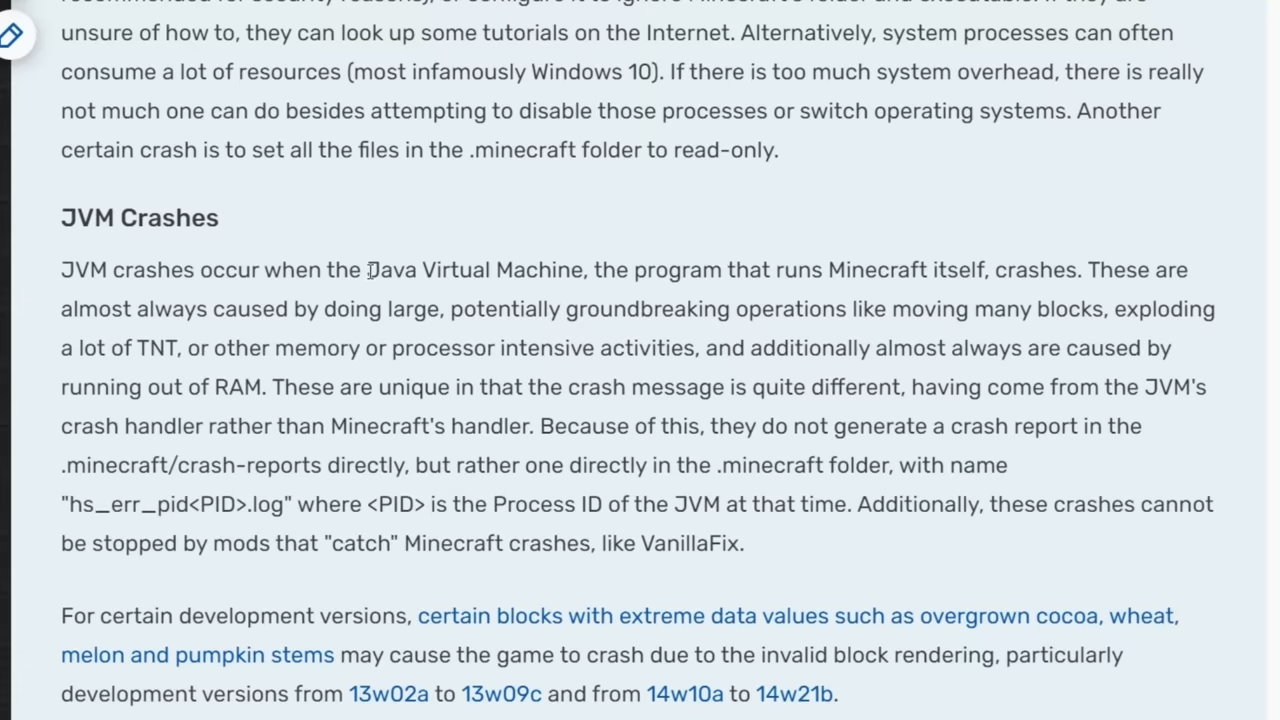 unsure of how to, they can look up some tutorials on the Internet. Alternatively, system processes can often
consume a lot of resources (most infamously Windows 10). If there is too much system overhead, there is really
not much one can do besides attempting to disable those processes or switch operating systems. Another
certain crash is to set all the files in the .minecraft folder to read-only.
JVM Crashes
JVM crashes occur when the Java Virtual Machine, the program that runs Minecraft itself, crashes. These are
almost always caused by doing large, potentially groundbreaking operations like moving many blocks, exploding
a lot of TNT, or other memory or processor intensive activities, and additionally almost always are caused by
running out of RAM. These are unique in that the crash message is quite different, having come from the JVM's
crash handler rather than Minecraft's handler. Because of this, they do not generate a crash report in the
.minecraft/crash-reports directly, but rather one directly in the .minecraft folder, with name
"hs_err_pid<PID>.log" where <PID> is the Process ID of the JVM at that time. Additionally, these crashes cannot
be stopped by mods that "catch" Minecraft crashes, like VanillaFix.
For certain development versions, certain blocks with extreme data values such as overgrown cocoa, wheat,
melon and pumpkin stems may cause the game to crash due to the invalid block rendering, particularly
development versions from 13w02a to 13w09c and from 14w10a to 14w21b.